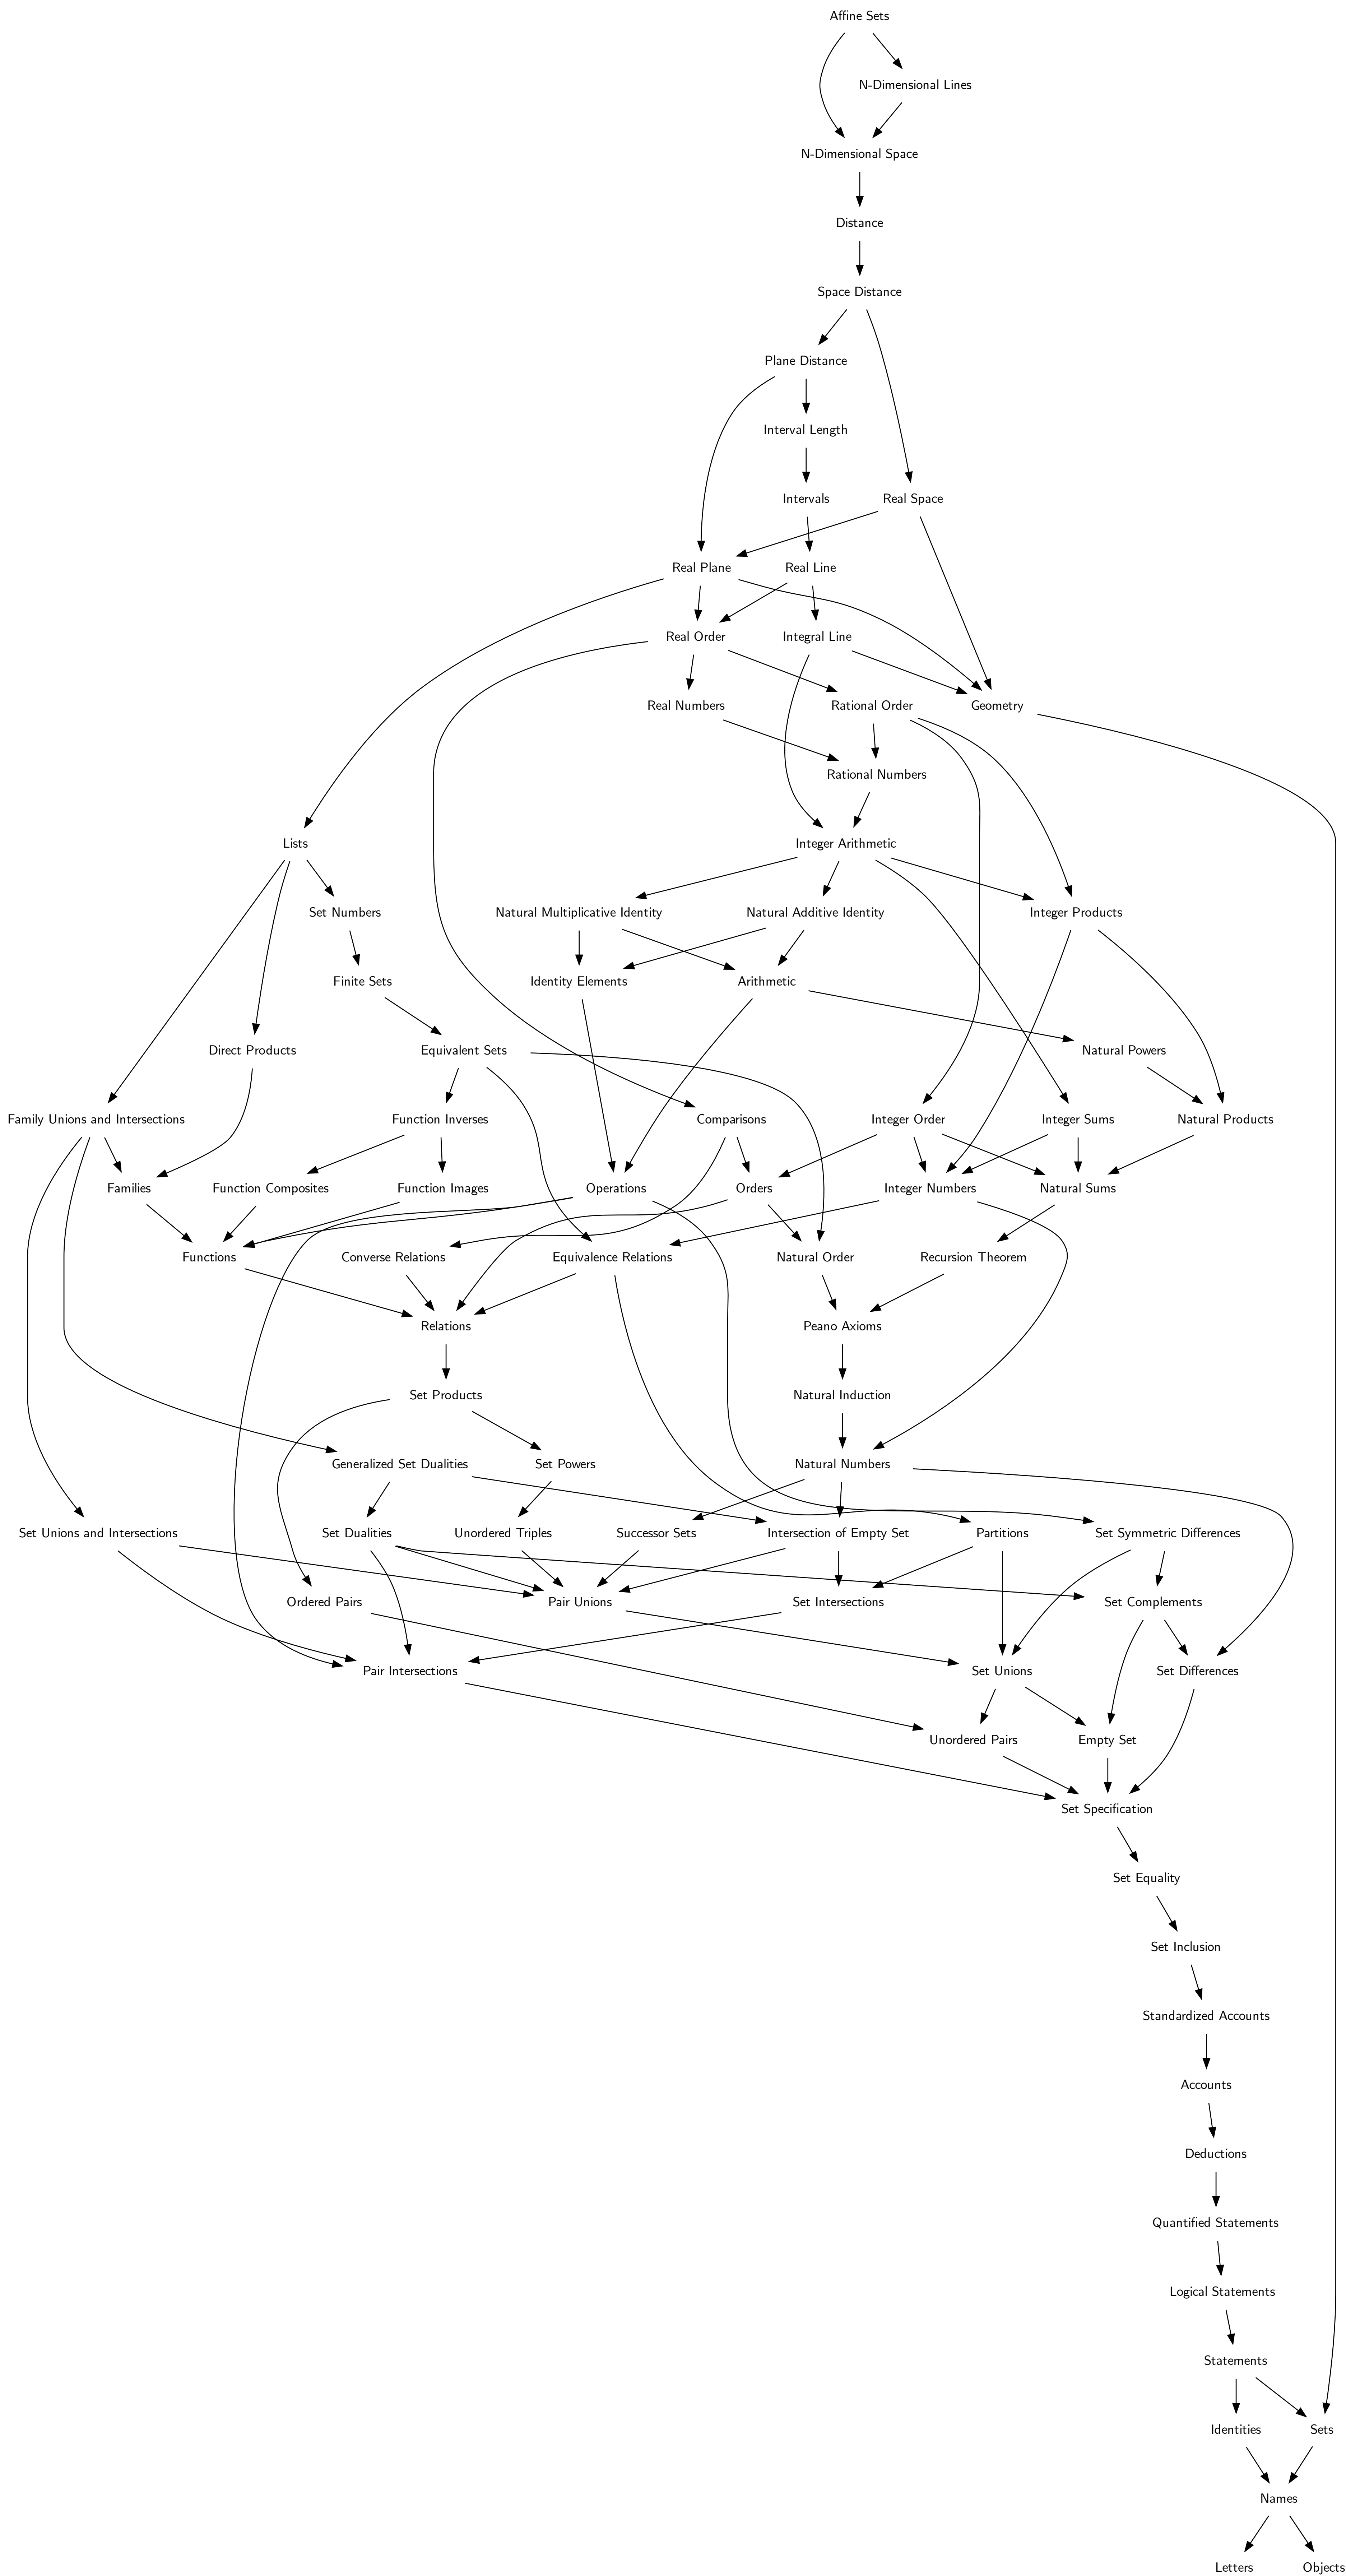 Affine Sets
N-Dimensional Lines
N-Dimensional Space
Distance
Space Distance
Plane Distance
Interval Length
Intervals
Real Space
Real Plane
Real Line
Real Order
Integral Line
Real Numbers
Rational Order
Geometry
Rational Numbers
Lists
Integer Arithmetic
Set Numbers
Natural Multiplicative Identity
Natural Additive Identity
Integer Products
Finite Sets
Identity Elements
Arithmetic
Direct Products
Equivalent Sets
Natural Powers
Family Unions and Intersections
Function Inverses
Comparisons
Integer Order
Integer Sums
Natural Products
Families
Function Composites
Function Images
Operations
Orders
Integer Numbers
Natural Sums
Functions
Converse Relations
Equivalence Relations
Natural Order
Recursion Theorem
Relations
Peano Axioms
Set Products
Natural Induction
Generalized Set Dualities
Set Powers
Natural Numbers
Set Unions and Intersections
Set Dualities
Unordered Triples
Successor Sets
Intersection of Empty Set
Partitions
Set Symmetric Differences
Ordered Pairs
Pair Unions
Set Intersections
Set Complements
Pair Intersections
Set Unions
Set Differences
Unordered Pairs
Empty Set
Set Specification
Set Equality
Set Inclusion
Standardized Accounts
Accounts
Deductions
Quantified Statements
Logical Statements
Statements
Identities
Sets
Names
Letters
Objects